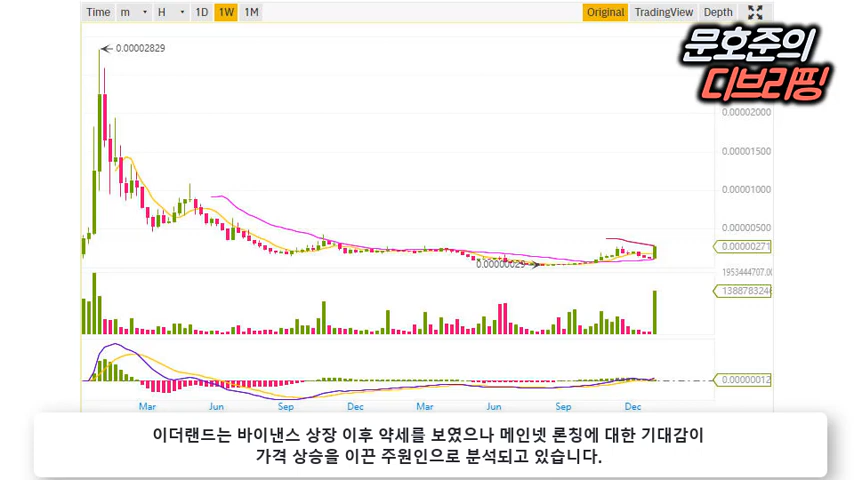 Time m H 1D 1W 1M Original TradingView Depth
문호준의
디브리핑
0.00002829
0.00002000
0.00001500
0.00001000
0.00000500
0.00000271
0.00000029
1953444707.00
1388783246
0.00000012
Mar Jun Sep Dec Mar Jun Sep Dec
이더랜드는 바이낸스 상장 이후 약세를 보였으나 메인넷 론칭에 대한 기대감이
가격 상승을 이끈 주원인으로 분석되고 있습니다.